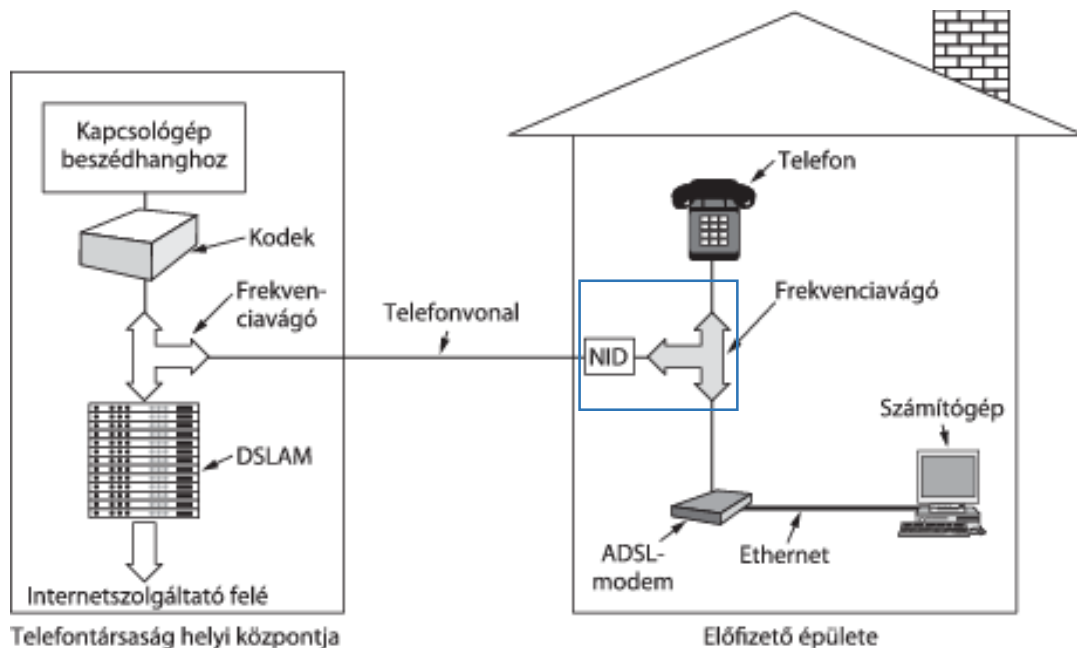 Kapcsológép
beszédhanghoz
Kodek
Frekven-
ciavágó
DSLAM
Internetszolgáltató felé
Telefontársaság helyi központja
Telefonvonal
Telefon
Frekvenciavágó
NID
Számítógép
ADSL-
modem
Ethernet
Előfizető épülete